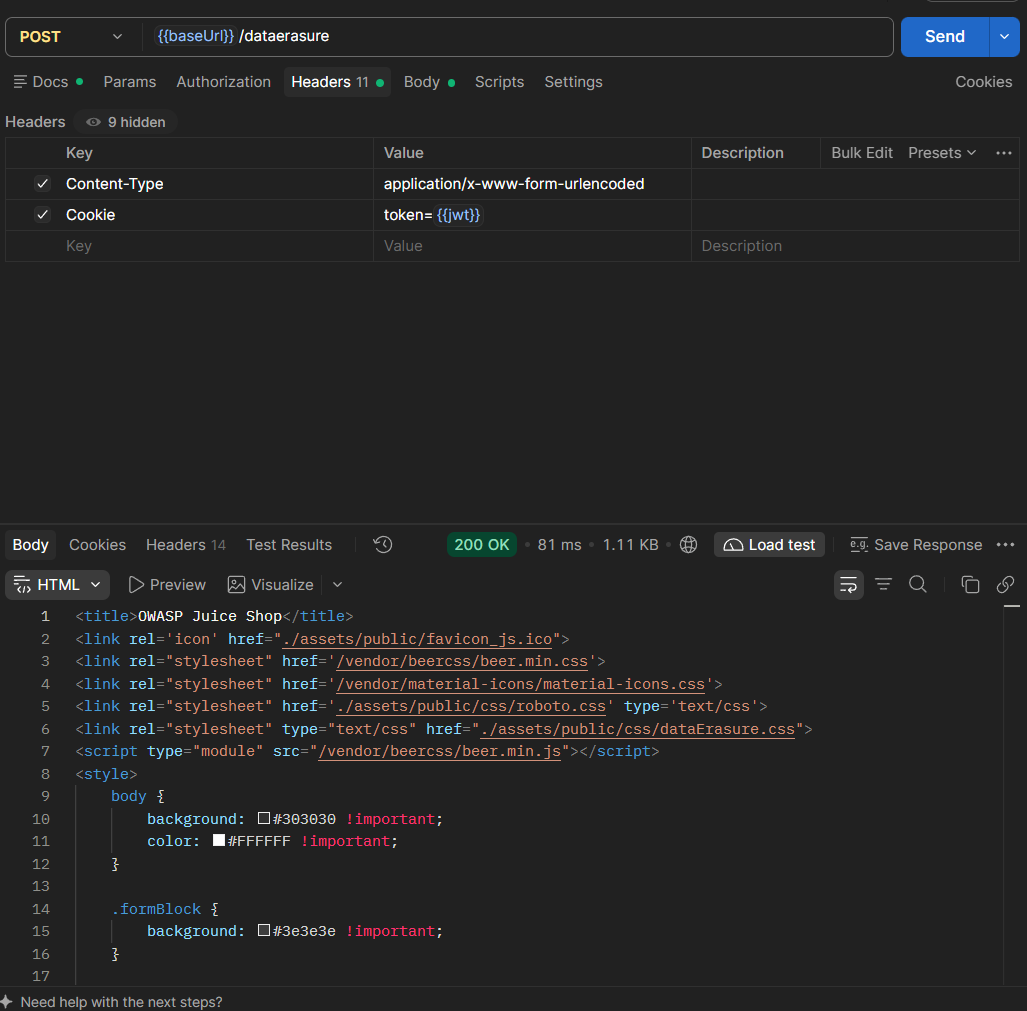 POST {{baseUrl}} /dataerasure Send
Docs Params Authorization Headers 11 Body Scripts Settings Cookies
Headers 9 hidden
Key Value Description Bulk Edit Presets
Content-Type application/x-www-form-urlencoded
Cookie token= {{jwt}}
Key Value Description
Body Cookies Headers 14 Test Results 200 OK 81 ms 1.11 KB Load test e.g. Save Response
HTML Preview Visualize
1 <title>OWASP Juice Shop</title>
2 <link rel='icon' href="./assets/public/favicon_js.ico">
3 <link rel="stylesheet" href='/vendor/beercss/beer.min.css'>
4 <link rel="stylesheet" href='/vendor/material-icons/material-icons.css'>
5 <link rel="stylesheet" href='./assets/public/css/roboto.css' type='text/css'>
6 <link rel="stylesheet" type="text/css" href="./assets/public/css/dataErasure.css">
7 <script type="module" src="/vendor/beercss/beer.min.js"></script>
8 <style>
9 body {
10 background: #303030 !important;
11 color: #FFFFFF !important;
12 }
13
14 .formBlock {
15 background: #3e3e3e !important;
16 }
17
Need help with the next steps?